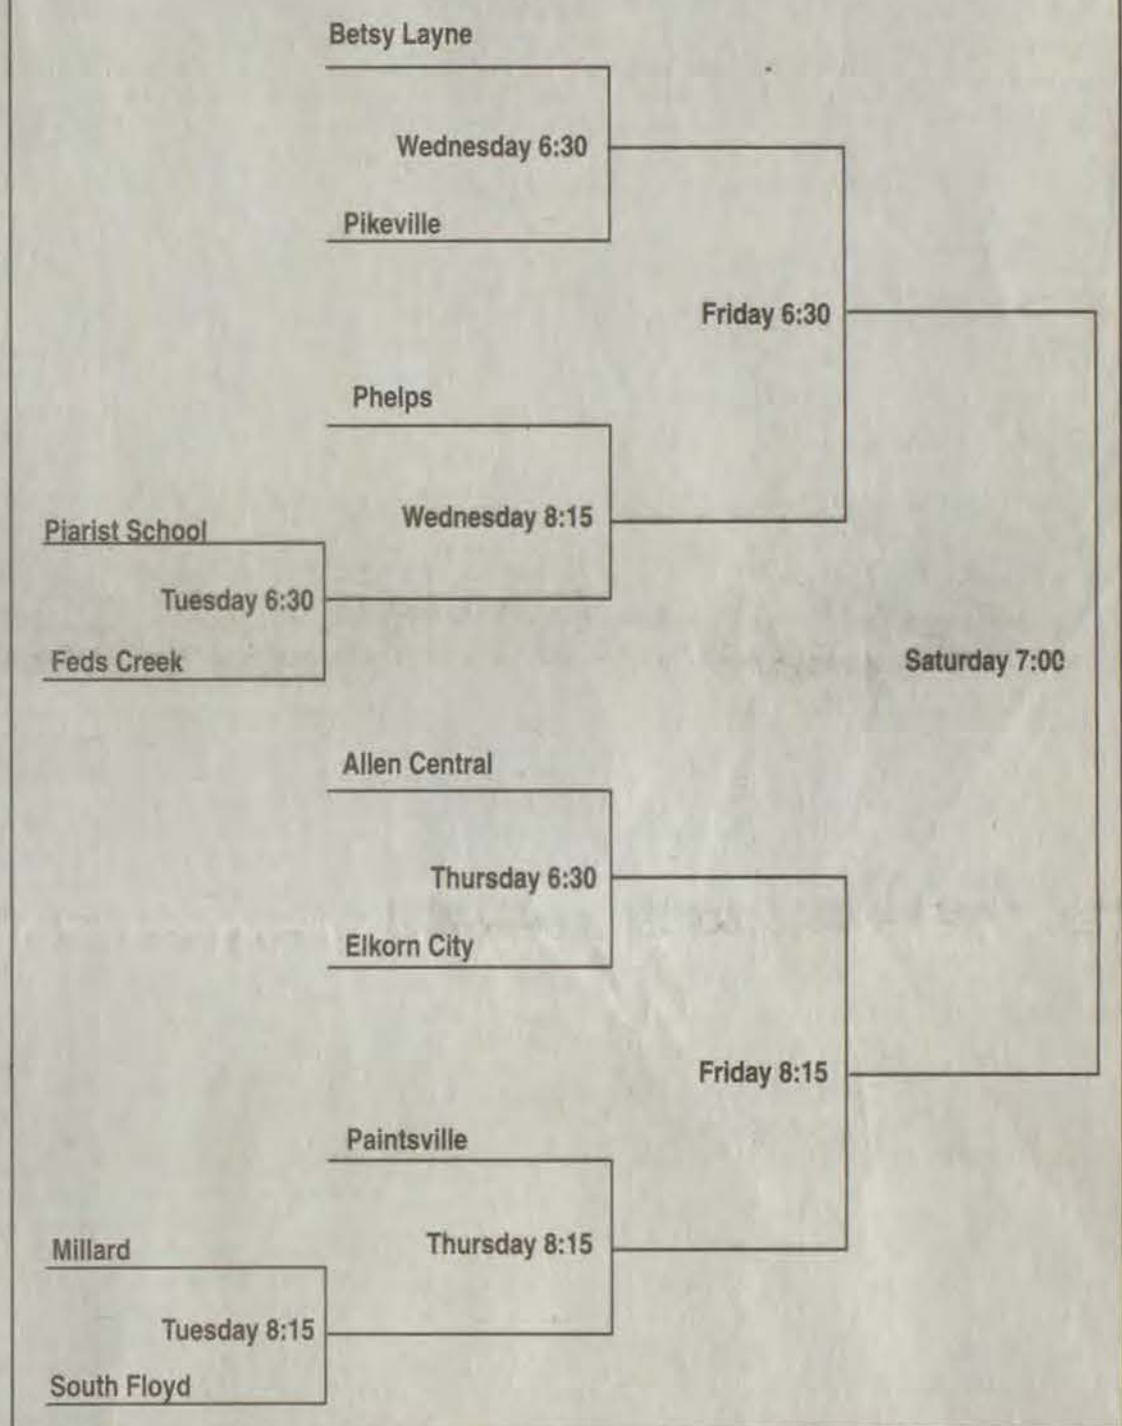 Betsy Layne
Wednesday 6:30
Pikeville
Friday 6:30
Phelps
Wednesday 8:15
Piarist School
Tuesday 6:30
Feds Creek
Saturday 7:00
Allen Central
Thursday 6:30
Elkorn City
Friday 8:15
Paintsville
Thursday 8:15
Millard
Tuesday 8:15
South Floyd